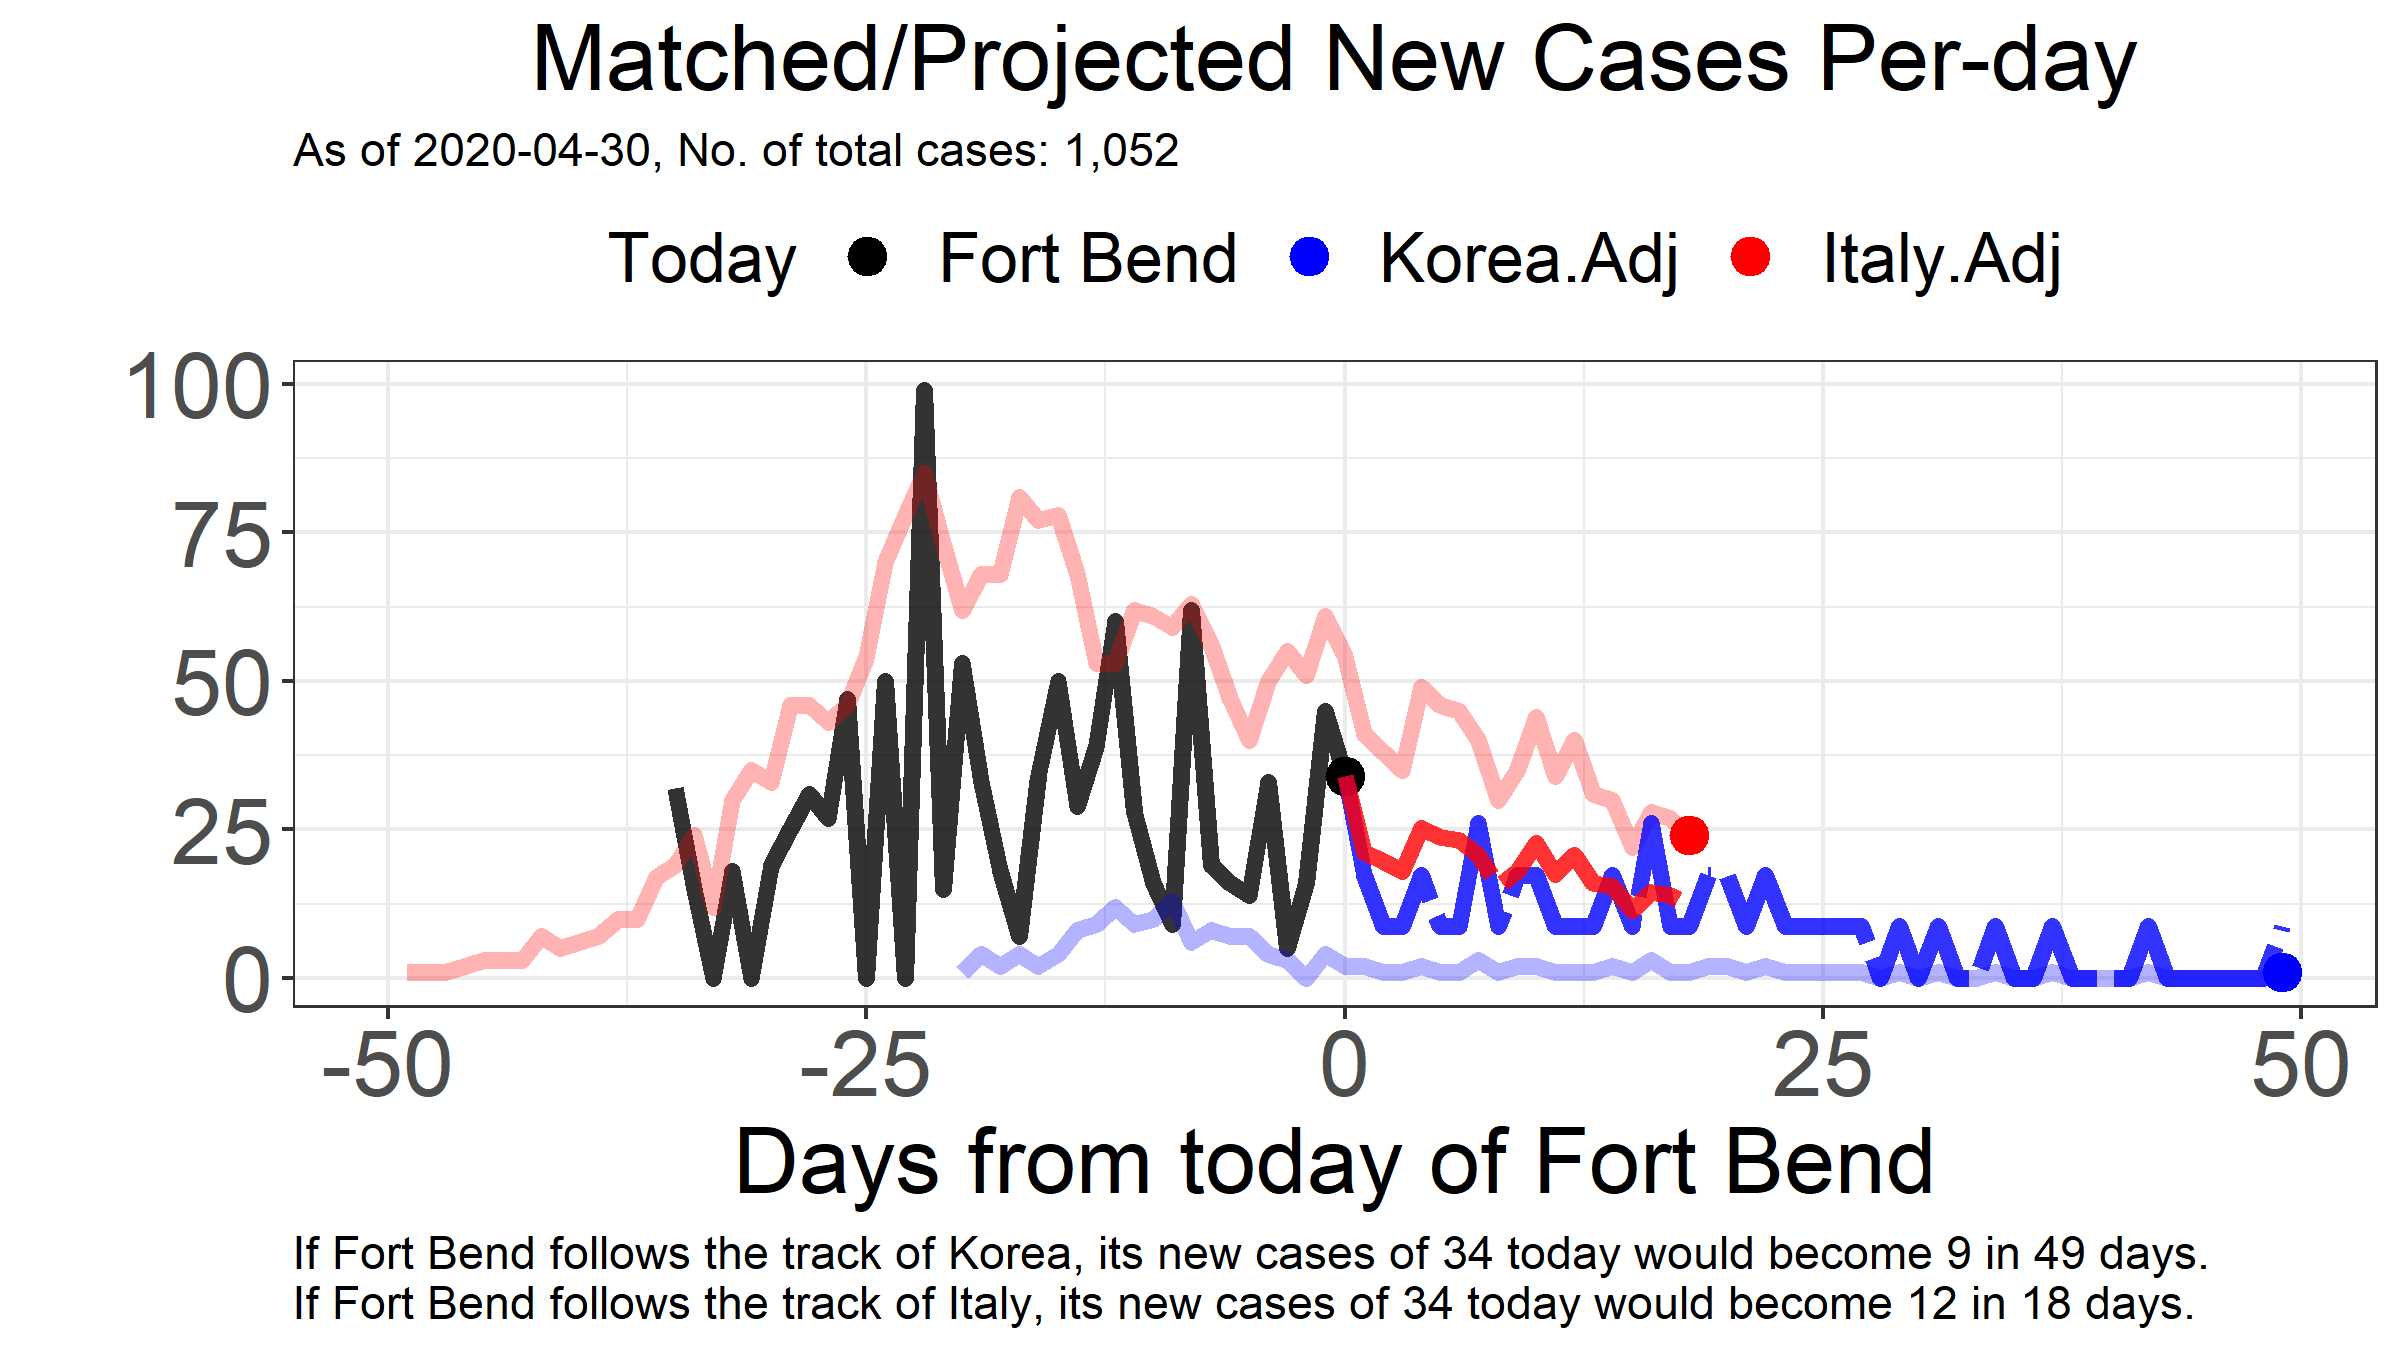 Matched/Projected New Cases Per-day
As of 2020-04-30, No. of total cases: 1,052
Today Fort Bend Korea.Adj Italy.Adj
100
75
50
25
0
-50 -25 0 25 50
Days from today of Fort Bend
If Fort Bend follows the track of Korea, its new cases of 34 today would become 9 in 49 days.
If Fort Bend follows the track of Italy, its new cases of 34 today would become 12 in 18 days.